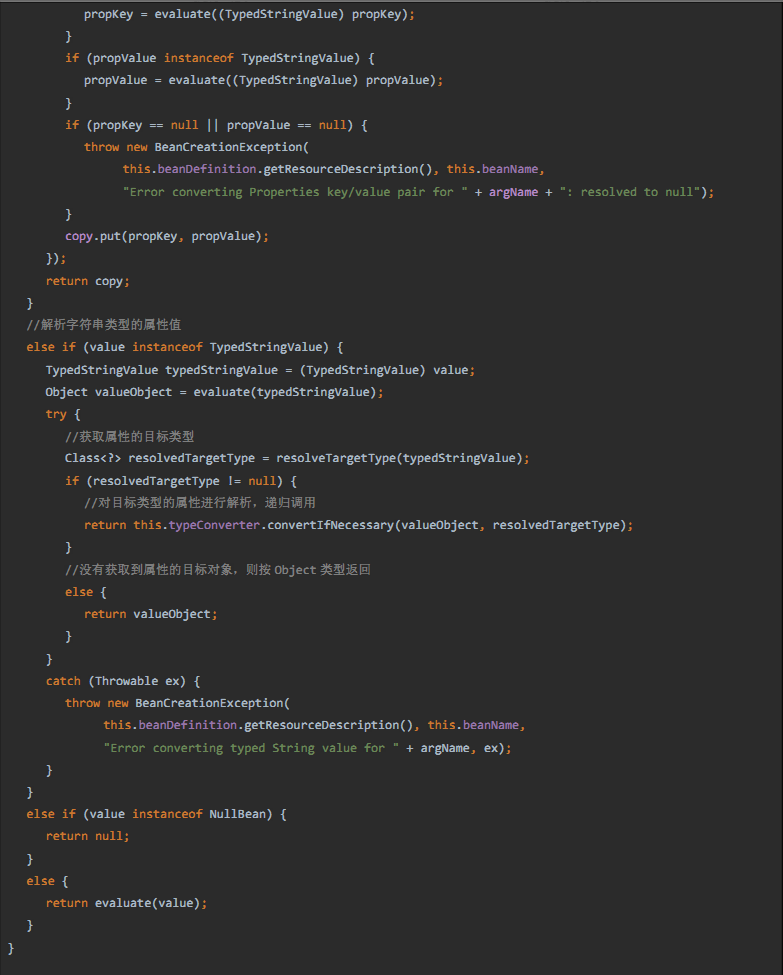 propKey = evaluate((TypedStringValue) propKey);
}
if (propValue instanceof TypedStringValue) {
propValue = evaluate((TypedStringValue) propValue);
}
if (propKey == null || propValue == null) {
throw new BeanCreationException(
this.beanDefinition.getResourceDescription(), this.beanName,
"Error converting Properties key/value pair for " + argName + ": resolved to null");
}
copy.put(propKey, propValue);
});
return copy;
}
//解析字符串类型的属性值
else if (value instanceof TypedStringValue) {
TypedStringValue typedStringValue = (TypedStringValue) value;
Object valueObject = evaluate(typedStringValue);
try {
//获取属性的目标类型
Class<?> resolvedTargetType = resolveTargetType(typedStringValue);
if (resolvedTargetType != null) {
//对目标类型的属性进行解析，递归调用
return this.typeConverter.convertIfNecessary(valueObject, resolvedTargetType);
}
//没有获取到属性的目标对象，则按 Object 类型返回
else {
return valueObject;
}
}
catch (Throwable ex) {
throw new BeanCreationException(
this.beanDefinition.getResourceDescription(), this.beanName,
"Error converting typed String value for " + argName, ex);
}
}
else if (value instanceof NullBean) {
return null;
}
else {
return evaluate(value);
}
}